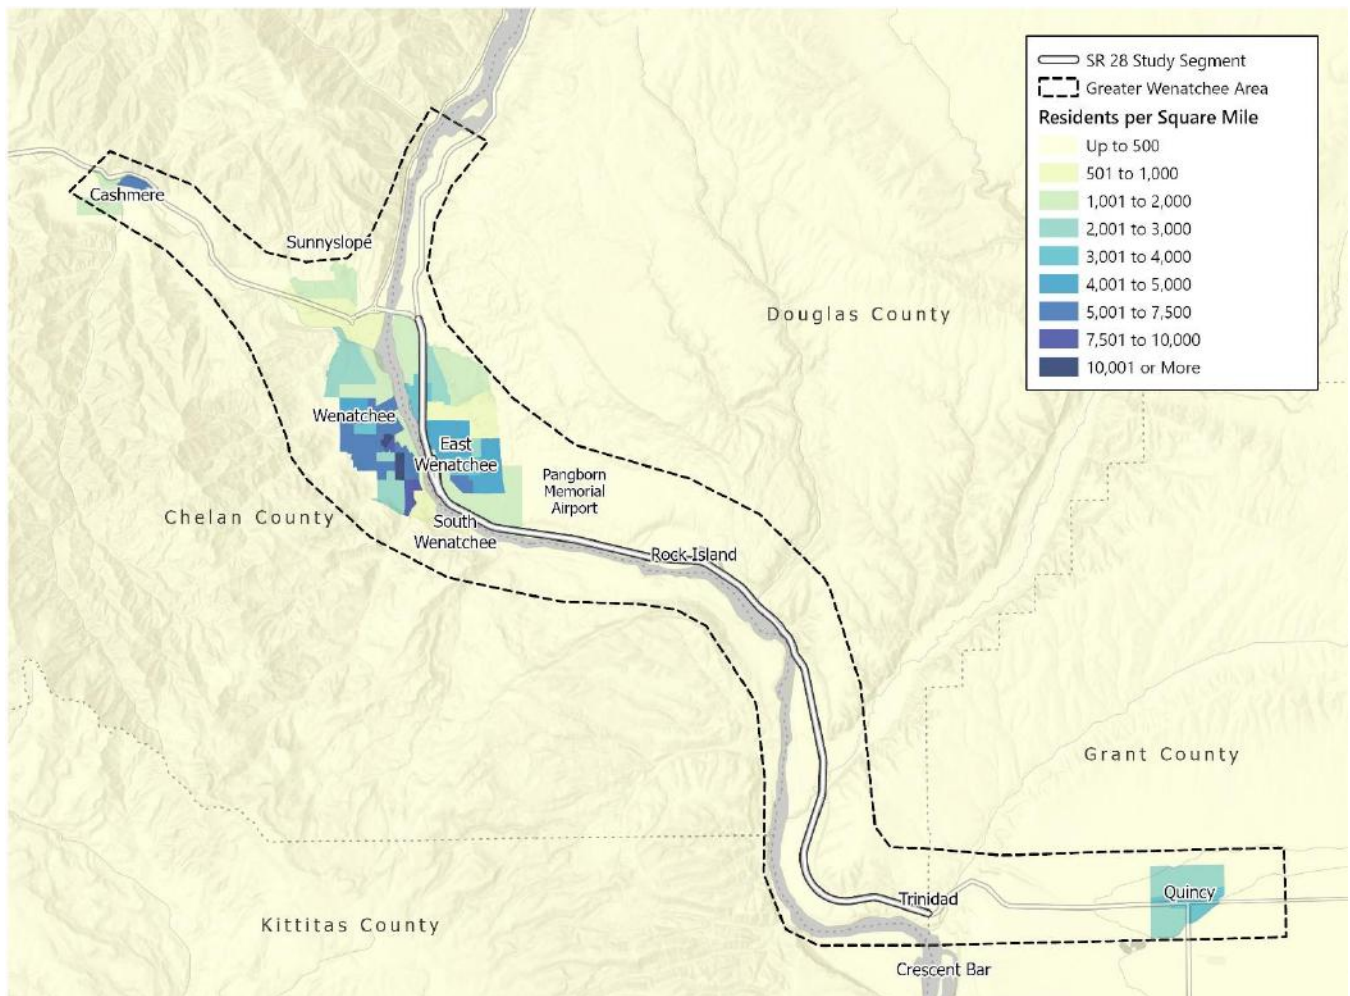 SR 28 Study Segment
Greater Wenatchee Area
Residents per Square Mile
Up to 500
501 to 1,000
1,001 to 2,000
2,001 to 3,000
3,001 to 4,000
4,001 to 5,000
5,001 to 7,500
7,501 to 10,000
10,001 or More
Cashmere
Sunnyslope
Douglas County
Wenatchee
East
Wenatchee
Pangborn
Memorial
Airport
Chelan County
South
Wenatchee
Rock Island
Grant County
Quincy
Trinidad
Kittitas County
Crescent Bar